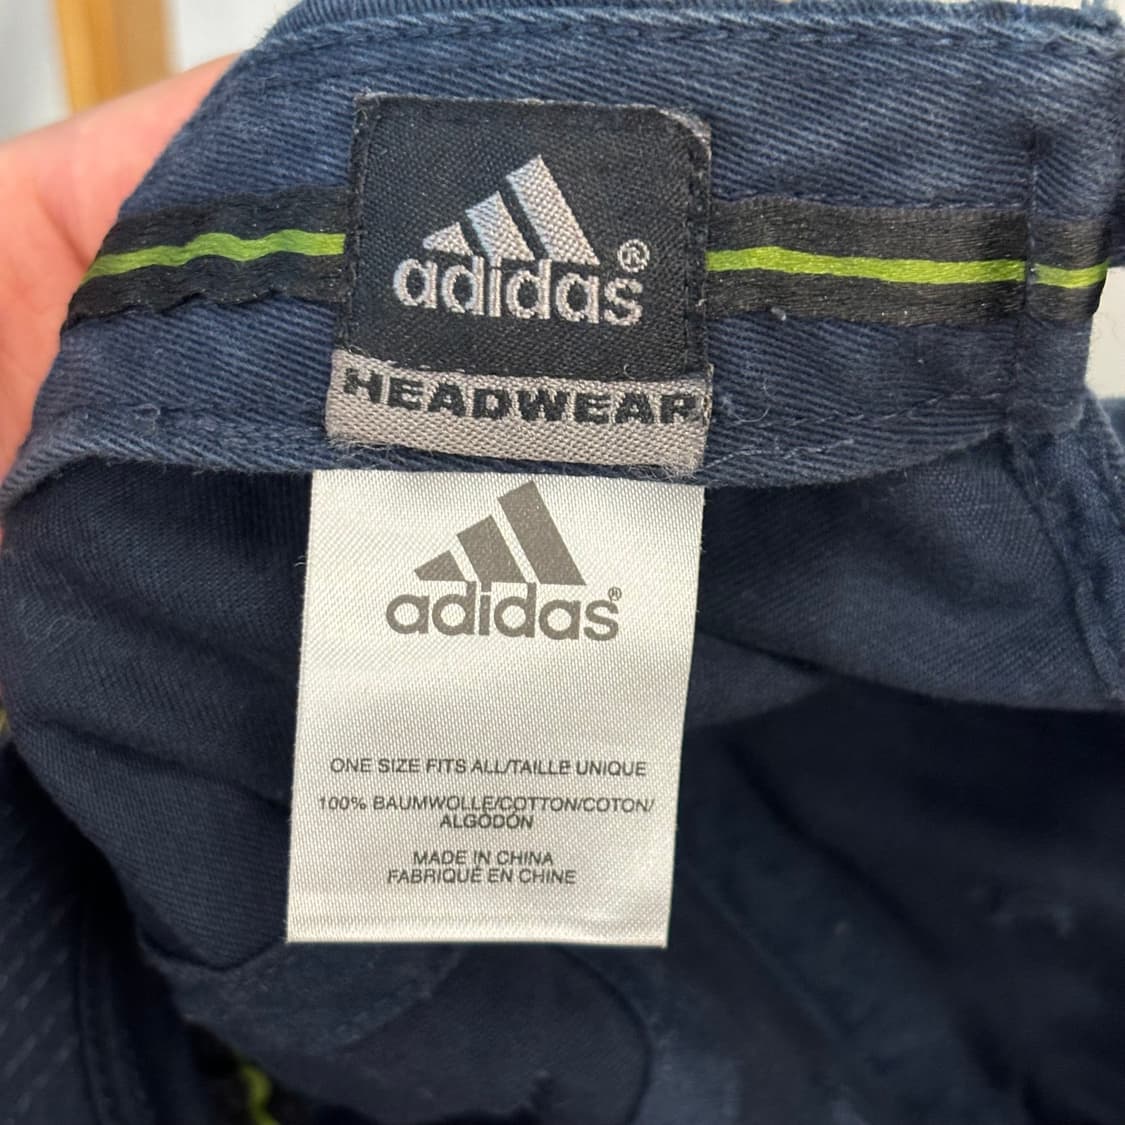 adidas®
HEADWEAR
adidas®
ONE SIZE FITS ALL/TAILLE UNIQUE
100% BAUMWOLLE/COTTON/COTON/
ALGODÓN
MADE IN CHINA
FABRIQUÉ EN CHINE